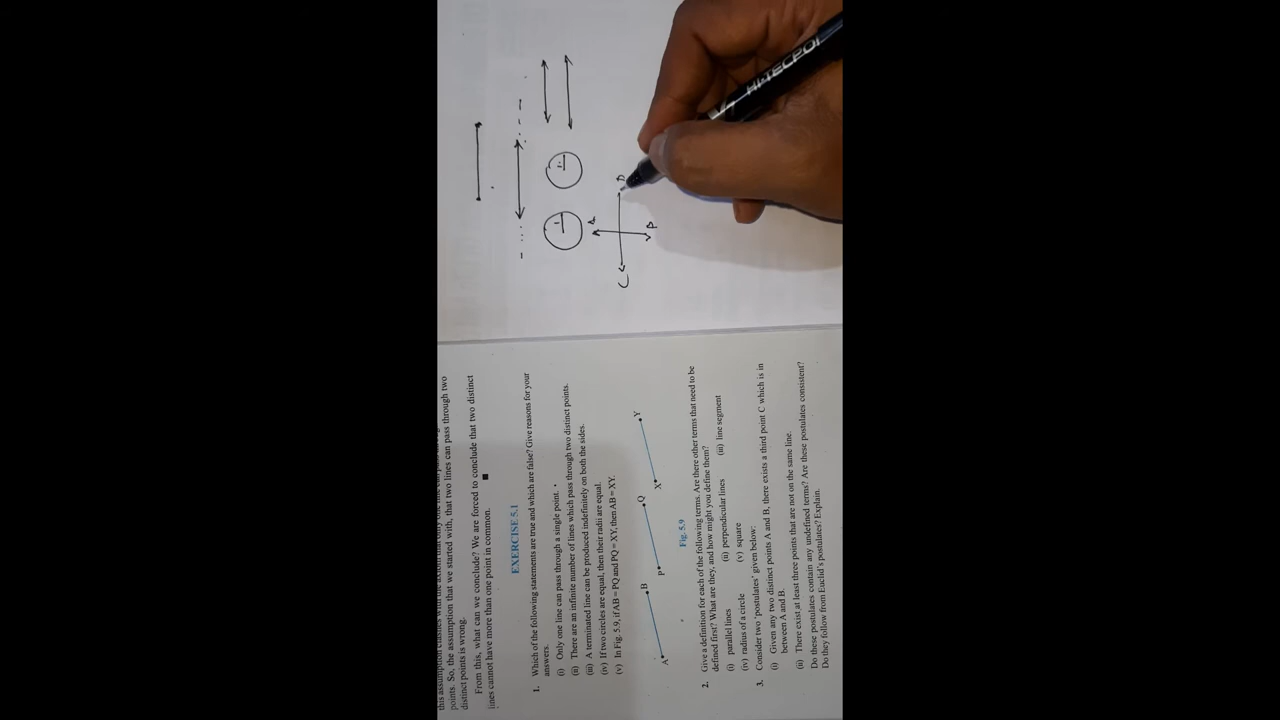 points. So, the assumption that we started with, that two lines can pass through two
distinct points is wrong.
From this, what can we conclude? We are forced to conclude that two distinct
lines cannot have more than one point in common.
EXERCISE 5.1
1. Which of the following statements are true and which are false? Give reasons for your
answers.
(i) Only one line can pass through a single point.
(ii) There are an infinite number of lines which pass through two distinct points.
(iii) A terminated line can be produced indefinitely on both the sides.
(iv) If two circles are equal, then their radii are equal.
(v) In Fig. 5.9, if AB = PQ and PQ = XY, then AB = XY.
A B P Q X Y
Fig. 5.9
2. Give a definition for each of the following terms. Are there other terms that need to be
defined first? What are they, and how might you define them?
(i) parallel lines (ii) perpendicular lines (ii) line segment
(iv) radius of a circle (v) square
3. Consider two 'postulates' given below:
(i) Given any two distinct points A and B, there exists a third point C which is in
between A and B.
(ii) There exist at least three points that are not on the same line.
Do these postulates contain any undefined terms? Are these postulates consistent?
Do they follow from Euclid's postulates? Explain.
C
D
HI-TECPOI